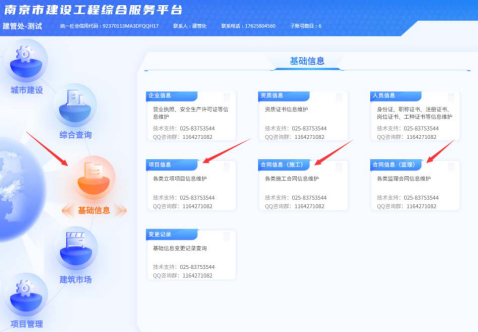 南京市建设工程综合服务平台
建管处-测试 统一社会信用代码：92370113MA3DFQQH17 联系人：建管处 联系电话：17625864560 子账号数目：6
城市建设
综合查询
基础信息
建筑市场
项目管理
基础信息
企业信息
营业执照、安全生产许可证等信息维护
技术支持：025-83753544
QQ咨询群：1164271082
资质信息
资质证书信息维护
技术支持：025-83753544
QQ咨询群：1164271082
人员信息
身份证、职称证书、注册证书、
岗位证书、工种证书等信息维护
技术支持：025-83753544
QQ咨询群：1164271082
项目信息
各类立项项目信息维护
技术支持：025-83753544
QQ咨询群：1164271082
合同信息（施工）
各类施工合同信息维护
技术支持：025-83753544
QQ咨询群：1164271082
合同信息（监理）
各类监理合同信息维护
技术支持：025-83753544
QQ咨询群：1164271082
变更记录
基础信息变更记录查询
技术支持：025-83753544
QQ咨询群：1164271082